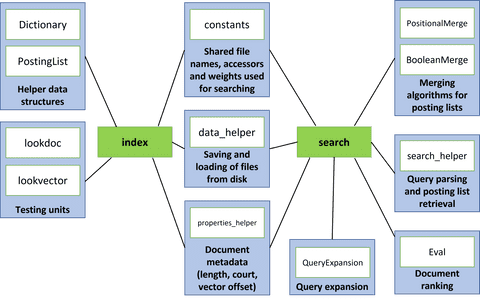 Dictionary
PostingList
Helper data
structures
lookdoc
lookvector
Testing units
index
constants
Shared file
names, accessors
and weights used
for searching
data_helper
Saving and
loading of files
from disk
properties_helper
Document
metadata
(length, court,
vector offset)
search
QueryExpansion
Query expansion
PositionalMerge
BooleanMerge
Merging
algorithms for
posting lists
search_helper
Query parsing
and posting list
retrieval
Eval
Document
ranking